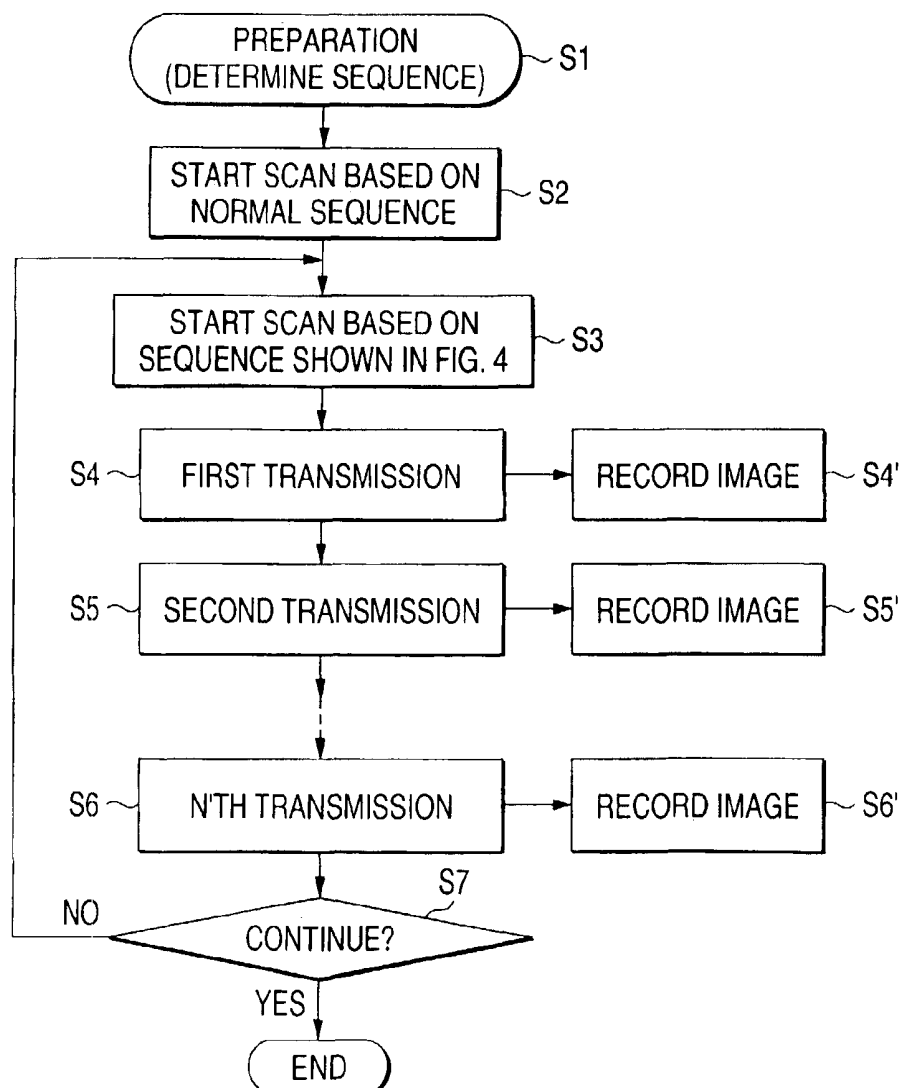 PREPARATION
(DETERMINE SEQUENCE)
S1
START SCAN BASED ON
NORMAL SEQUENCE
S2
START SCAN BASED ON
SEQUENCE SHOWN IN FIG. 4
S3
S4
FIRST TRANSMISSION
RECORD IMAGE
S4'
S5
SECOND TRANSMISSION
RECORD IMAGE
S5'
S6
N'TH TRANSMISSION
RECORD IMAGE
S6'
S7
NO
CONTINUE?
YES
END